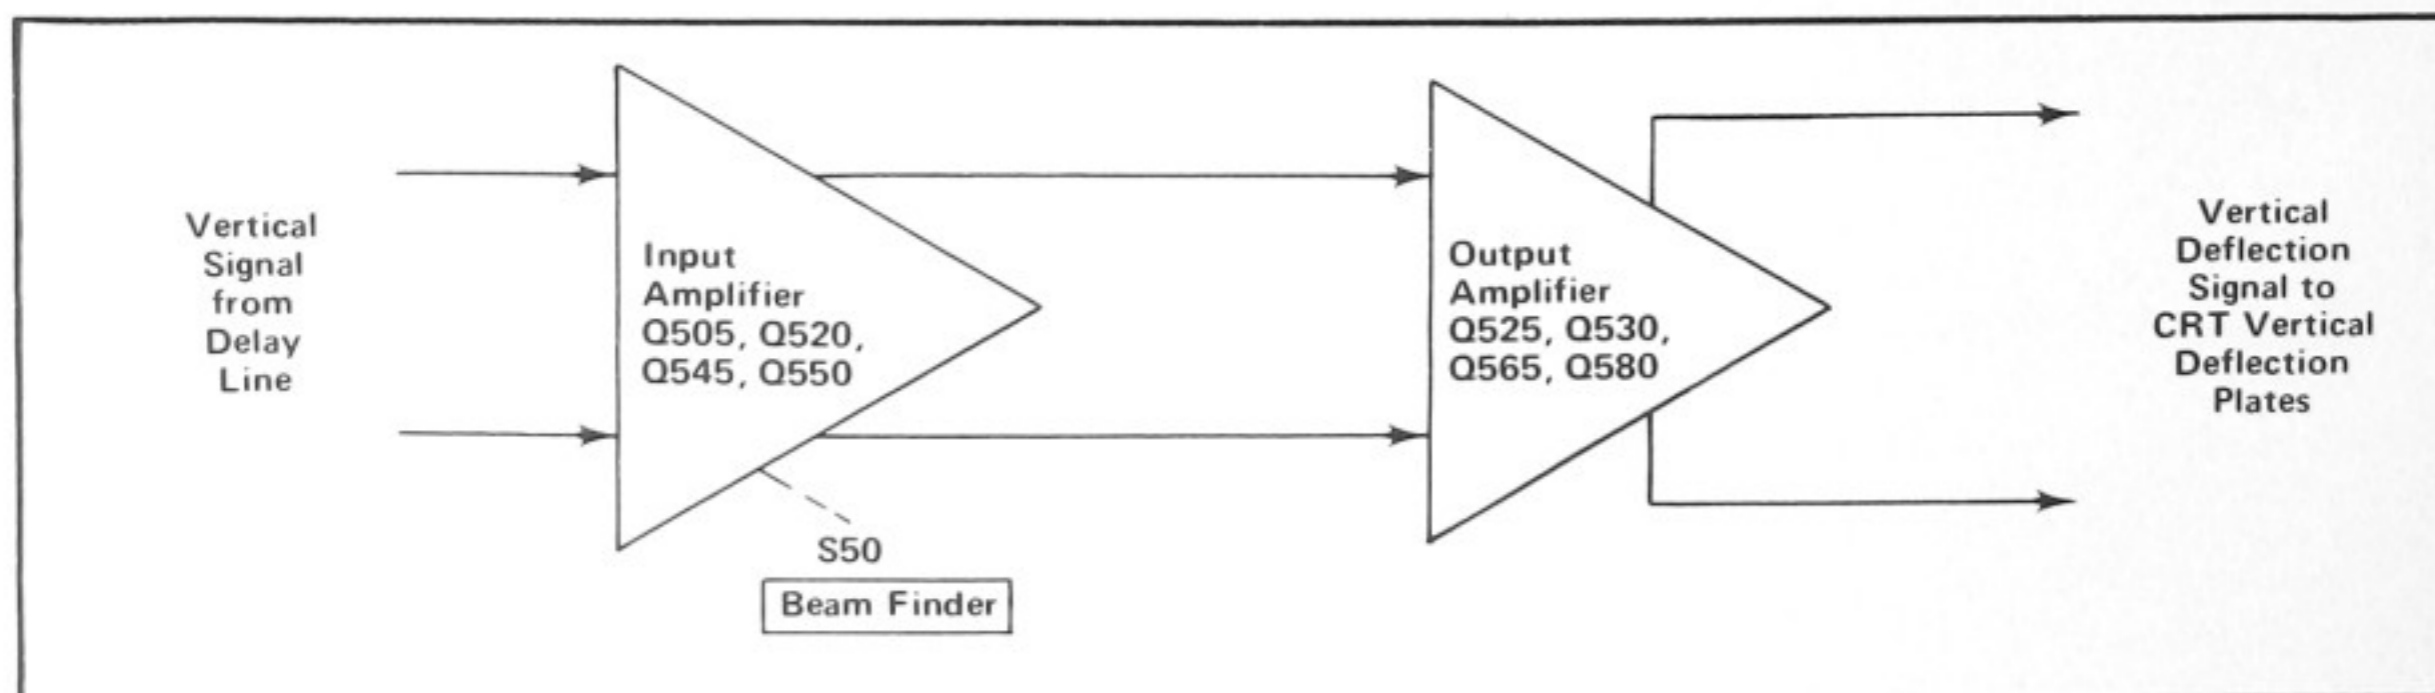 Vertical
Signal
from
Delay
Line
Input
Amplifier
Q505, Q520,
Q545, Q550
S50
Beam Finder
Output
Amplifier
Q525, Q530,
Q565, Q580
Vertical
Deflection
Signal to
CRT Vertical
Deflection
Plates